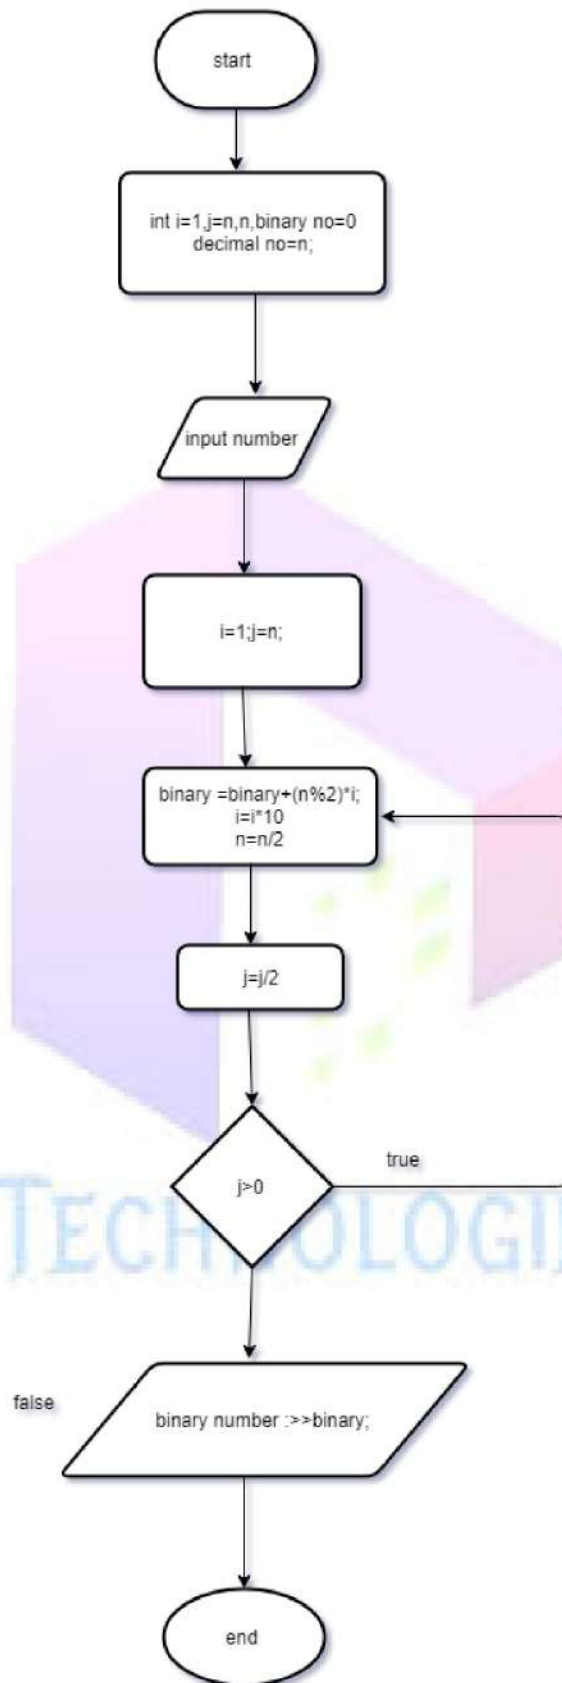 start
int i=1,j=n,n,binary no=0
decimal no=n;
input number
i=1;j=n;
binary =binary+(n%2)*i;
i=i*10
n=n/2
j=j/2
j>0
true
false
binary number :>>binary;
end